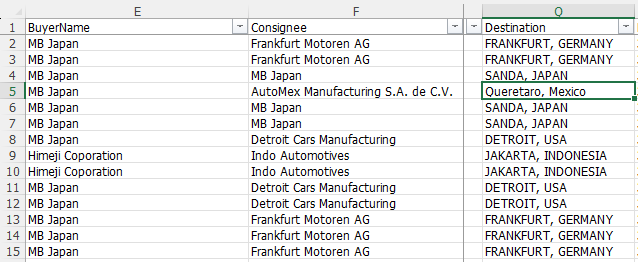 E F Q
1 BuyerName Consignee Destination
2 MB Japan Frankfurt Motoren AG FRANKFURT, GERMANY
3 MB Japan Frankfurt Motoren AG FRANKFURT, GERMANY
4 MB Japan MB Japan SANDA, JAPAN
5 MB Japan AutoMex Manufacturing S.A. de C.V. Queretaro, Mexico
6 MB Japan MB Japan SANDA, JAPAN
7 MB Japan MB Japan SANDA, JAPAN
8 MB Japan Detroit Cars Manufacturing DETROIT, USA
9 Himeji Coporation Indo Automotives JAKARTA, INDONESIA
10 Himeji Coporation Indo Automotives JAKARTA, INDONESIA
11 MB Japan Detroit Cars Manufacturing DETROIT, USA
12 MB Japan Detroit Cars Manufacturing DETROIT, USA
13 MB Japan Frankfurt Motoren AG FRANKFURT, GERMANY
14 MB Japan Frankfurt Motoren AG FRANKFURT, GERMANY
15 MB Japan Frankfurt Motoren AG FRANKFURT, GERMANY